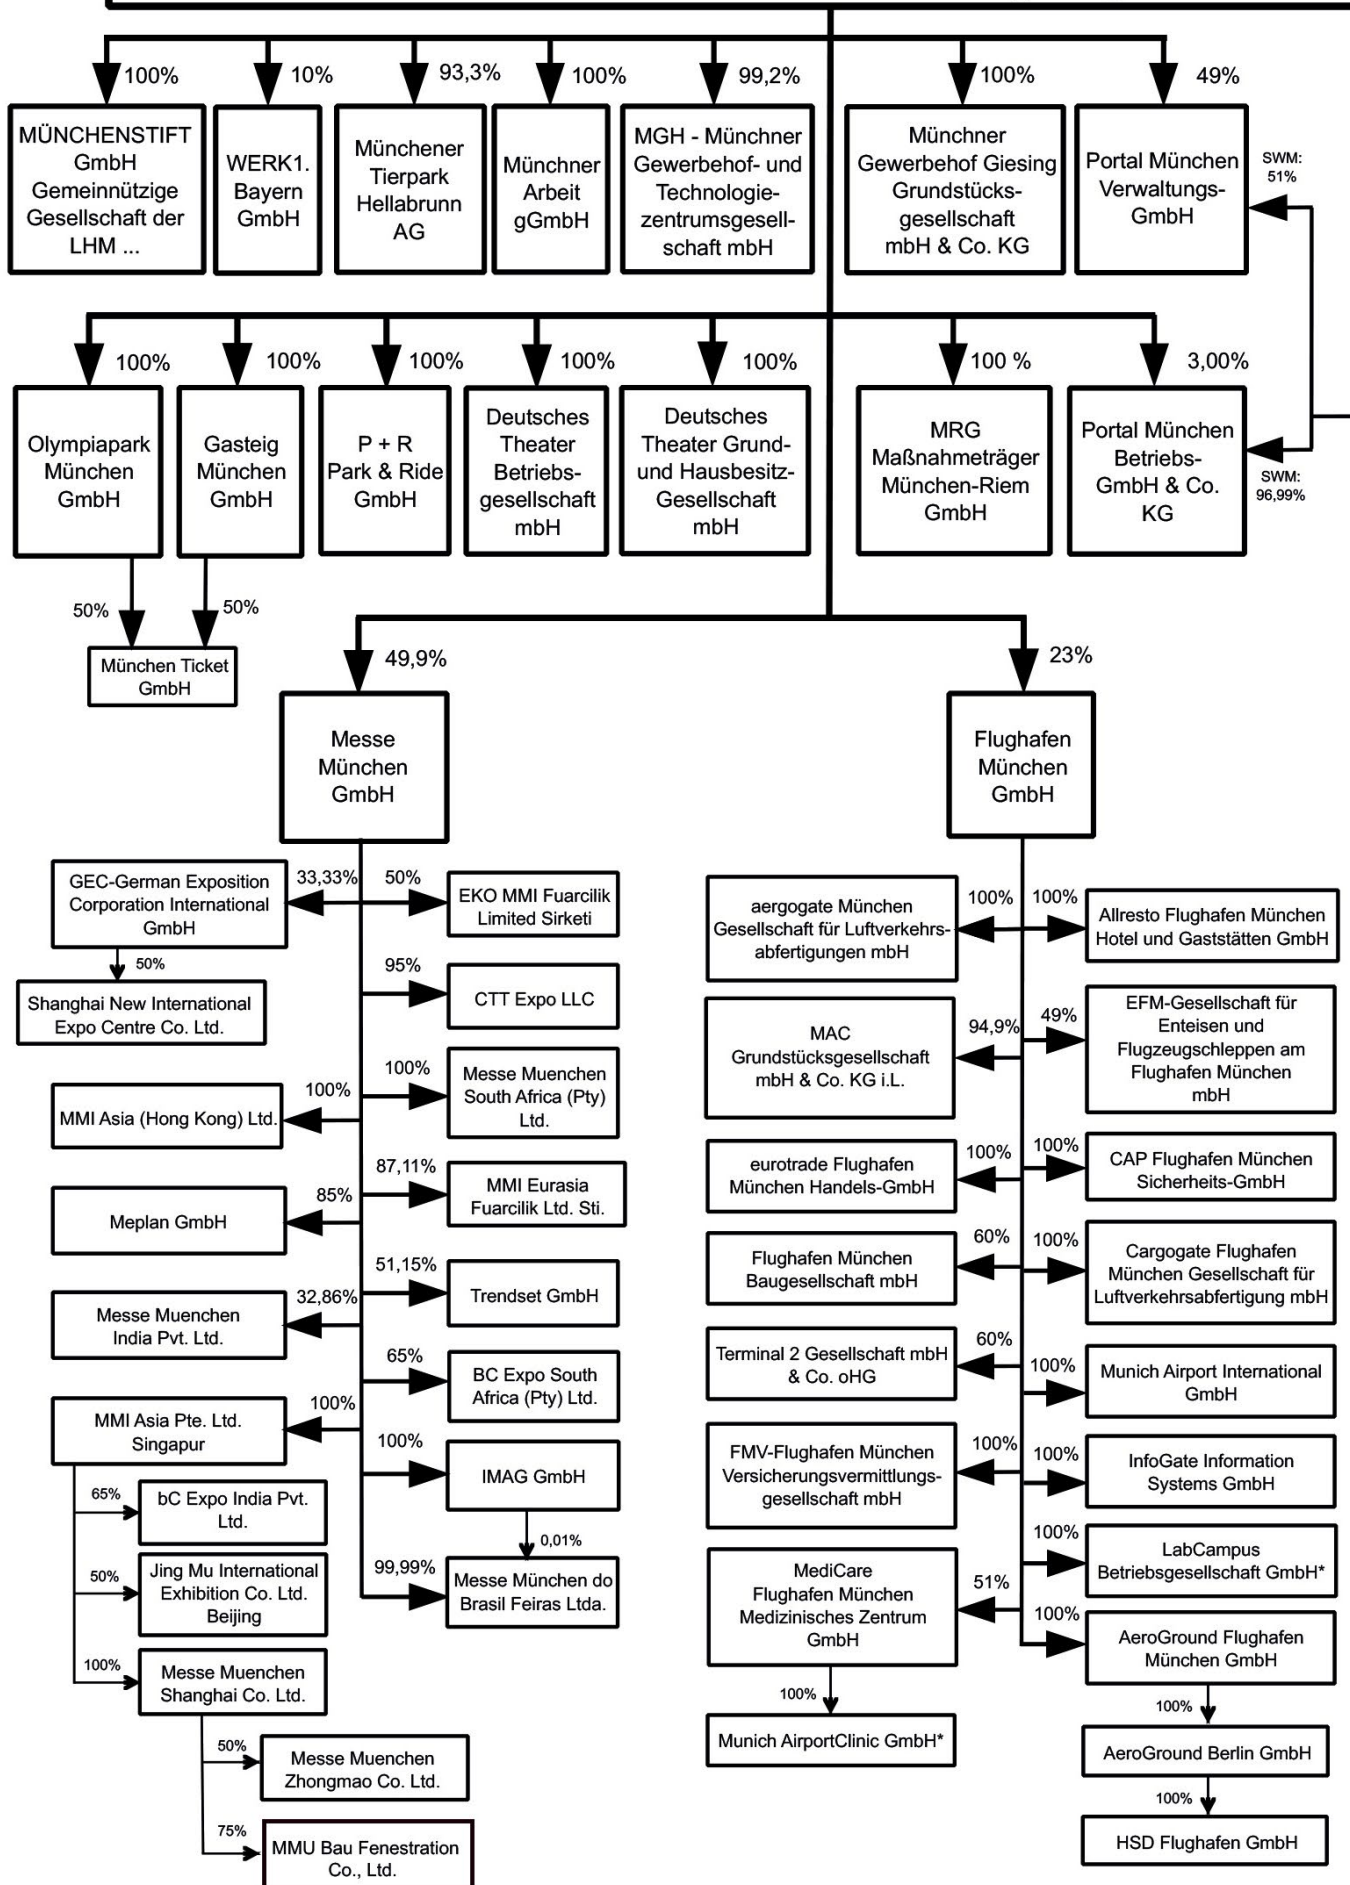 100%
10%
93,3%
100%
99,2%
100%
49%
MÜNCHENSTIFT
GmbH
Gemeinnützige
Gesellschaft der
LHM ...
WERK1.
Bayern
GmbH
Münchener
Tierpark
Hellabrunn
AG
Münchner
Arbeit
gGmbH
MGH - Münchner
Gewerbehof- und
Technologie-
zentrumsgesell-
schaft mbH
Münchner
Gewerbehof Giesing
Grundstücks-
gesellschaft
mbH & Co. KG
Portal München
Verwaltungs-
GmbH
SWM:
51%
100%
100%
100%
100%
100%
100 %
3,00%
Olympiapark
München
GmbH
Gasteig
München
GmbH
P + R
Park & Ride
GmbH
Deutsches
Theater
Betriebs-
gesellschaft
mbH
Deutsches
Theater Grund-
und Hausbesitz-
Gesellschaft
mbH
MRG
Maßnahmeträger
München-Riem
GmbH
Portal München
Betriebs-
GmbH & Co.
KG
SWM:
96,99%
50%
50%
München Ticket
GmbH
49,9%
23%
Messe
München
GmbH
Flughafen
München
GmbH
GEC-German Exposition
Corporation International
GmbH
33,33%
50%
EKO MMI Fuarcilik
Limited Sirketi
50%
Shanghai New International
Expo Centre Co. Ltd.
95%
CTT Expo LLC
100%
MMI Asia (Hong Kong) Ltd.
100%
Messe Muenchen
South Africa (Pty)
Ltd.
85%
Meplan GmbH
87,11%
MMI Eurasia
Fuarcilik Ltd. Sti.
32,86%
Messe Muenchen
India Pvt. Ltd.
51,15%
Trendset GmbH
65%
BC Expo South
Africa (Pty) Ltd.
100%
MMI Asia Pte. Ltd.
Singapur
100%
IMAG GmbH
65%
bC Expo India Pvt.
Ltd.
0,01%
50%
Jing Mu International
Exhibition Co. Ltd.
Beijing
99,99%
Messe München do
Brasil Feiras Ltda.
100%
Messe Muenchen
Shanghai Co. Ltd.
50%
Messe Muenchen
Zhongmao Co. Ltd.
75%
MMU Bau Fenestration
Co., Ltd.
aergogate München
Gesellschaft für Luftverkehrs-
abfertigungen mbH
100%
100%
Allresto Flughafen München
Hotel und Gaststätten GmbH
MAC
Grundstücksgesellschaft
mbH & Co. KG i.L.
94,9%
49%
EFM-Gesellschaft für
Enteisen und
Flugzeugschleppen am
Flughafen München
mbH
eurotrade Flughafen
München Handels-GmbH
100%
100%
CAP Flughafen München
Sicherheits-GmbH
Flughafen München
Baugesellschaft mbH
60%
100%
Cargogate Flughafen
München Gesellschaft für
Luftverkehrsabfertigung mbH
Terminal 2 Gesellschaft mbH
& Co. oHG
60%
100%
Munich Airport International
GmbH
FMV-Flughafen München
Versicherungsvermittlungs-
gesellschaft mbH
100%
100%
InfoGate Information
Systems GmbH
100%
LabCampus
Betriebsgesellschaft GmbH*
MediCare
Flughafen München
Medizinisches Zentrum
GmbH
51%
100%
AeroGround Flughafen
München GmbH
100%
Munich AirportClinic GmbH*
100%
AeroGround Berlin GmbH
100%
HSD Flughafen GmbH